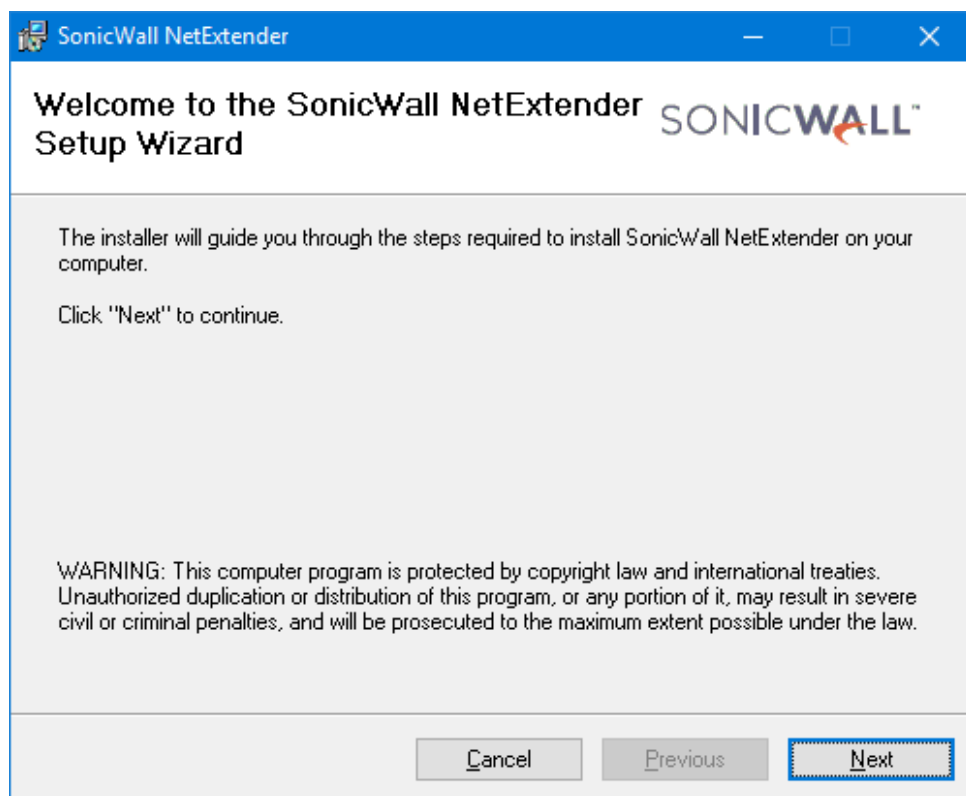 SonicWall NetExtender
Welcome to the SonicWall NetExtender
Setup Wizard
SONICWALL™
The installer will guide you through the steps required to install SonicWall NetExtender on your
computer.
Click "Next" to continue.
WARNING: This computer program is protected by copyright law and international treaties.
Unauthorized duplication or distribution of this program, or any portion of it, may result in severe
civil or criminal penalties, and will be prosecuted to the maximum extent possible under the law.
Cancel
Previous
Next